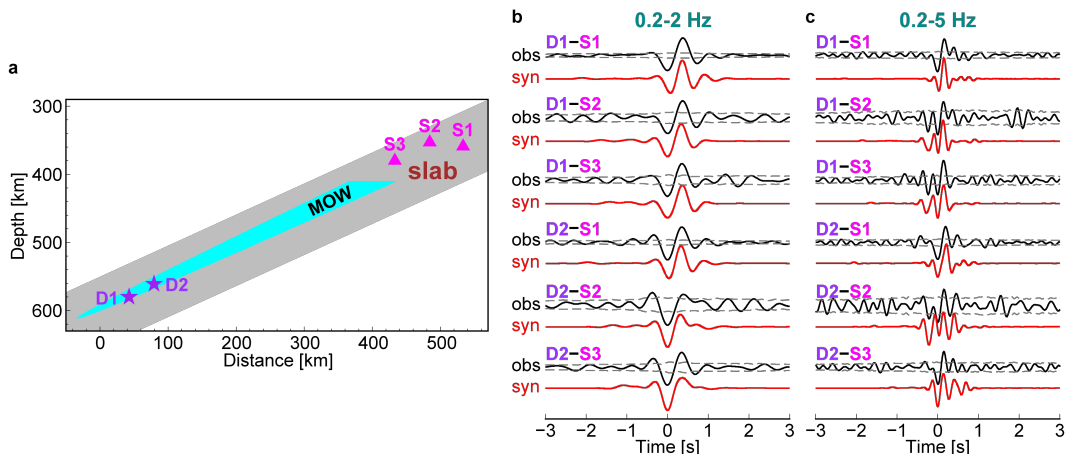 a
300
400
500
600
Depth [km]
0
100
200
300
400
500
Distance [km]
S1
S2
S3
slab
MOW
D1
D2
b
0.2-2 Hz
D1−S1
obs
syn
D1−S2
obs
syn
D1−S3
obs
syn
D2−S1
obs
syn
D2−S2
obs
syn
D2−S3
obs
syn
−3 −2 −1 0 1 2 3
Time [s]
c
0.2-5 Hz
D1−S1
D1−S2
D1−S3
D2−S1
D2−S2
D2−S3
−3 −2 −1 0 1 2 3
Time [s]